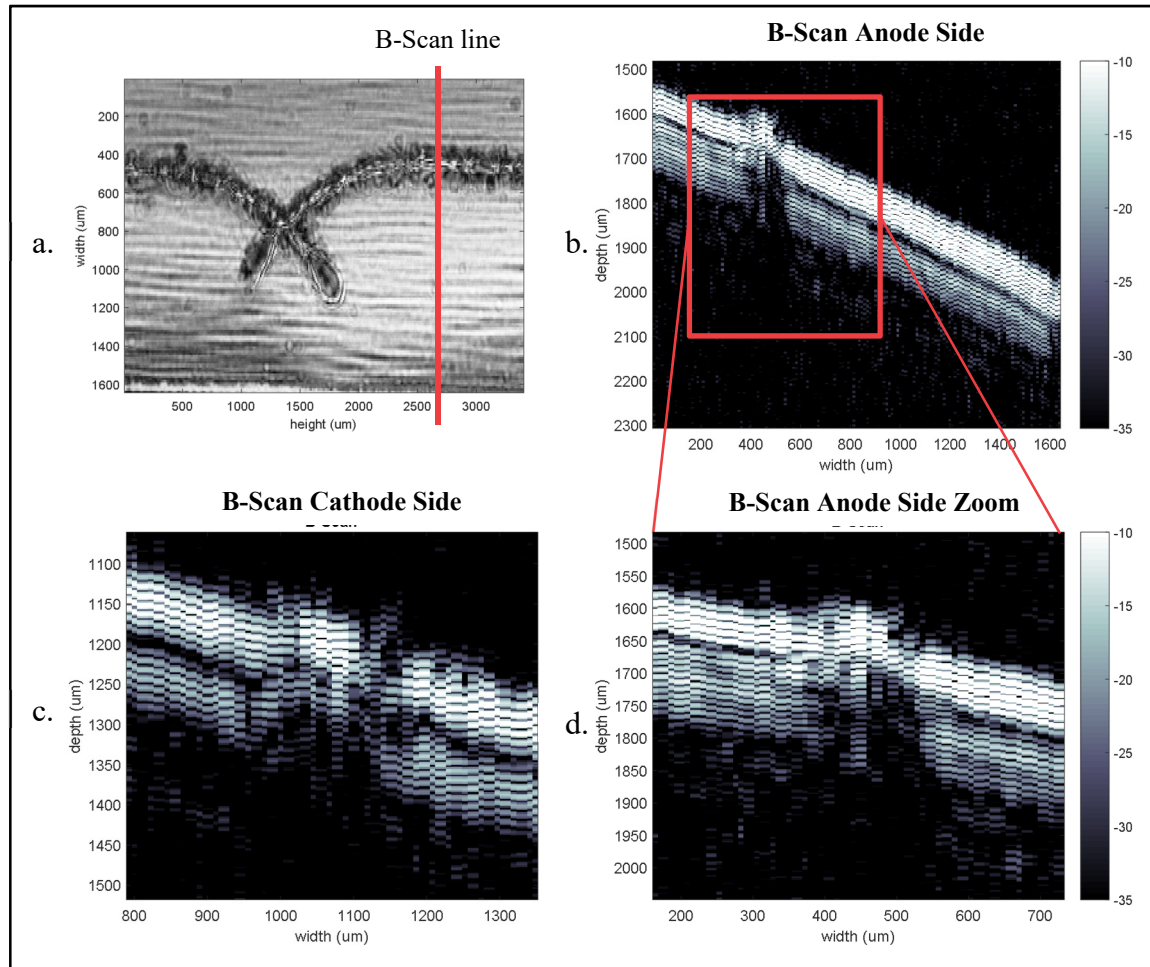 B-Scan line
a.
200
400
600
800
1000
1200
1400
1600
width (um)
500 1000 1500 2000 2500 3000
height (um)
B-Scan Anode Side
b.
1500
1600
1700
1800
1900
2000
2100
2200
2300
depth (um)
200 400 600 800 1000 1200 1400 1600
width (um)
-10
-15
-20
-25
-30
-35
B-Scan Cathode Side
c.
1100
1150
1200
1250
1300
1350
1400
1450
1500
depth (um)
800 900 1000 1100 1200 1300
width (um)
B-Scan Anode Side Zoom
d.
1500
1550
1600
1650
1700
1750
1800
1850
1900
1950
2000
depth (um)
200 300 400 500 600 700
width (um)
-10
-15
-20
-25
-30
-35